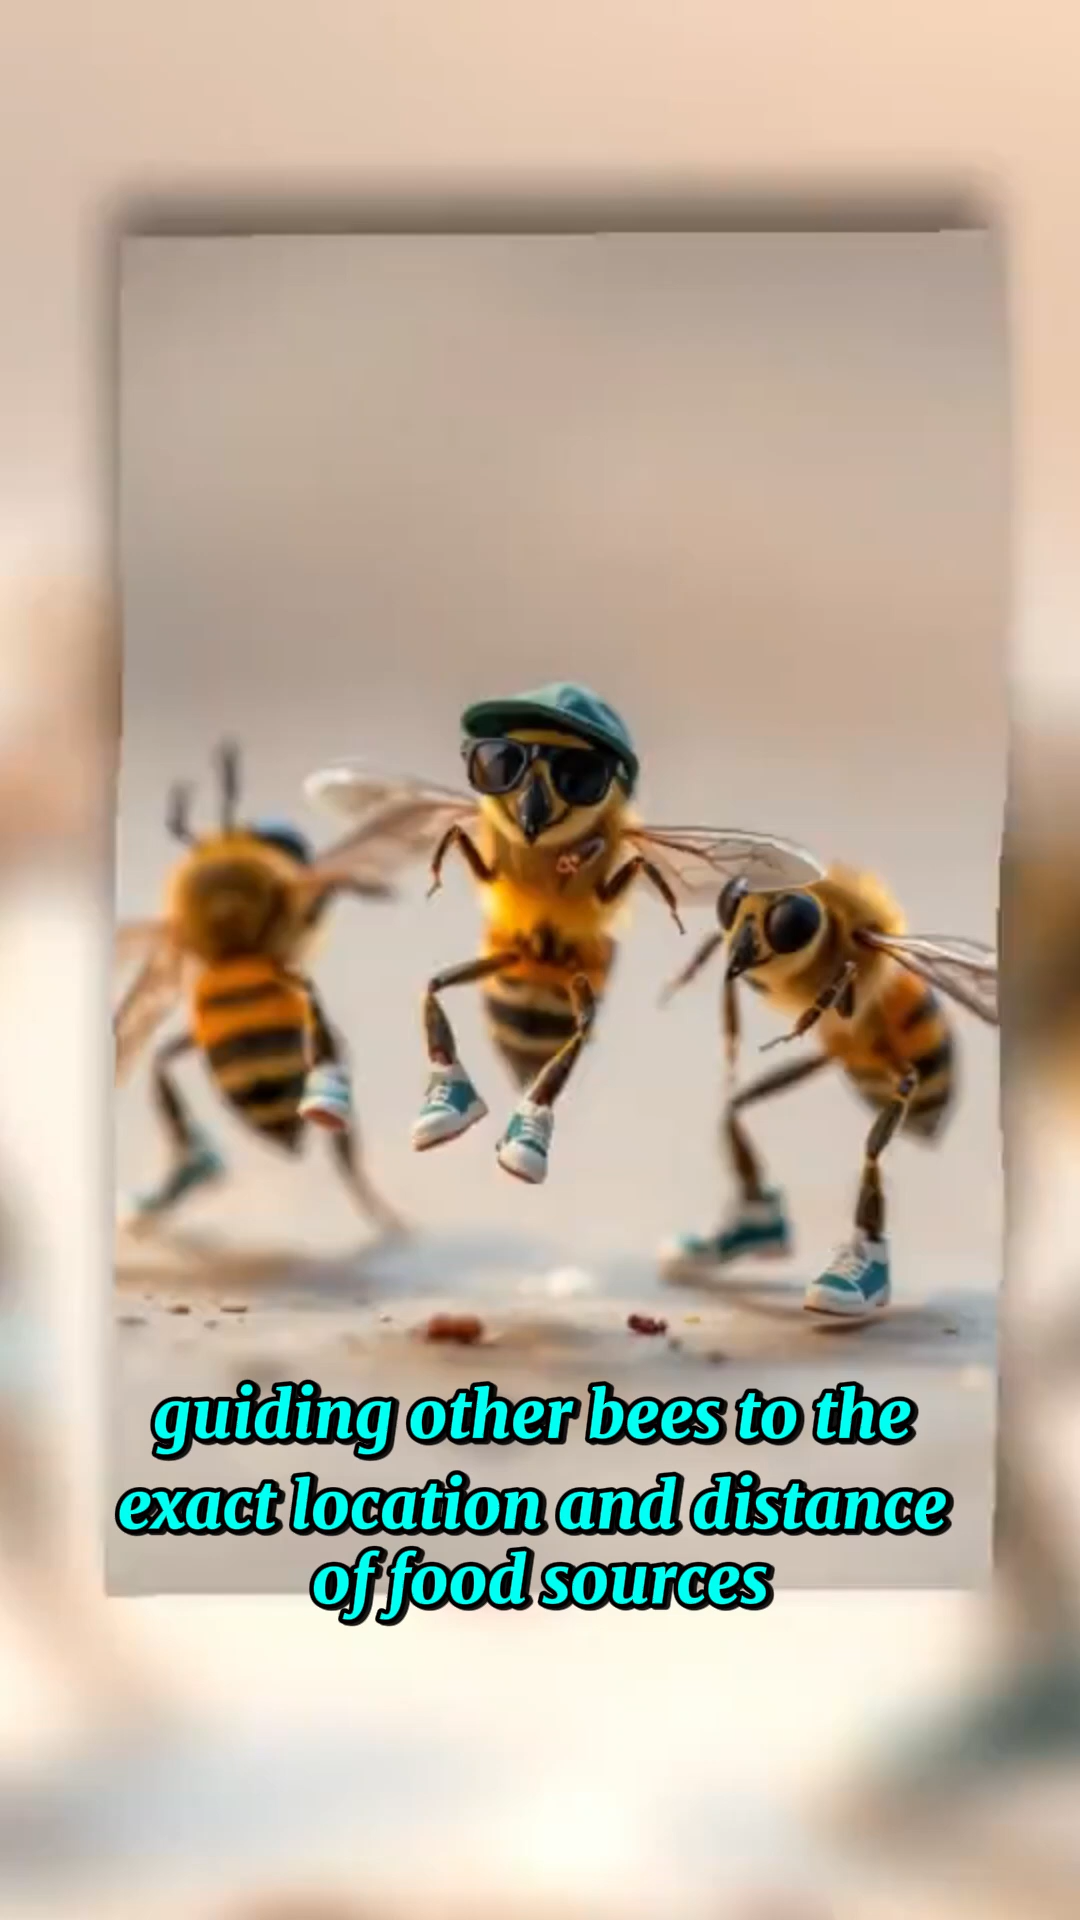 guiding other bees to the
exact location and distance
of food sources